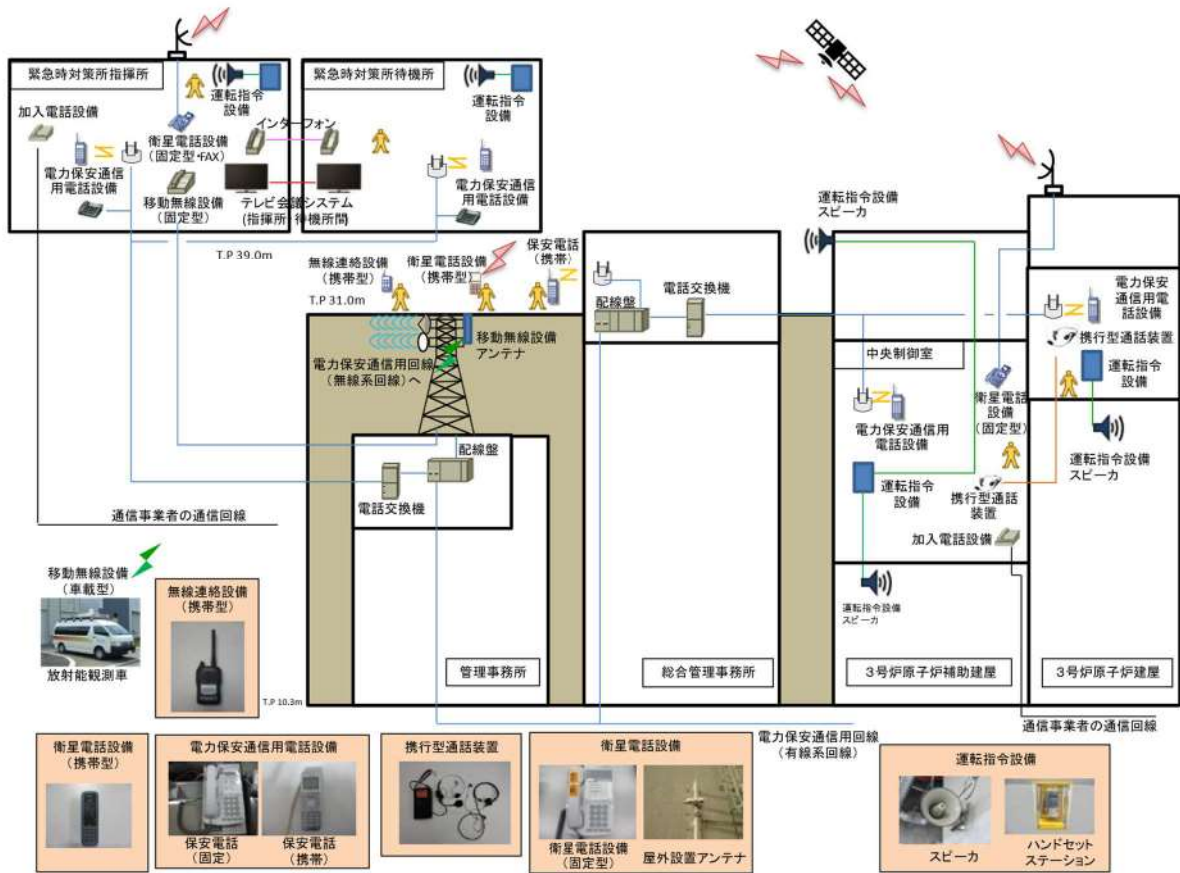 緊急時対策所指揮所
緊急時対策所待機所
加入電話設備
運転指令
設備
運転指令
設備
インターフォン
衛星電話設備
(固定型・FAX)
電力保安通信
用電話設備
移動無線設備
(固定型)
テレビ会議システム
(指揮所・待機所間)
電力保安通信
用電話設備
T.P 39.0m
無線連絡設備
(携帯型)
衛星電話設備
(携帯型)
保安電話
(携帯)
T.P 31.0m
移動無線設備
アンテナ
電力保安通信用回線
(無線系回線)へ
配線盤
電話交換機
配線盤
電話交換機
通信事業者の通信回線
管理事務所
総合管理事務所
運転指令設備
スピーカ
中央制御室
電力保安通信用
電話設備
運転指令
設備
衛星電話
設備
(固定型)
携行型通話
装置
加入電話設備
運転指令設備
スピーカ
電力保安
通信用電
話設備
携行型通話装置
運転指令
設備
運転指令設備
スピーカ
3号炉原子炉補助建屋
3号炉原子炉建屋
T.P 10.3m
通信事業者の通信回線
電力保安通信用回線
(有線系回線)
移動無線設備
(車載型)
放射能観測車
無線連絡設備
(携帯型)
衛星電話設備
(携帯型)
電力保安通信用電話設備
保安電話
(固定)
保安電話
(携帯)
携行型通話装置
衛星電話設備
衛星電話設備
(固定型)
屋外設置アンテナ
運転指令設備
スピーカ
ハンドセット
ステーション